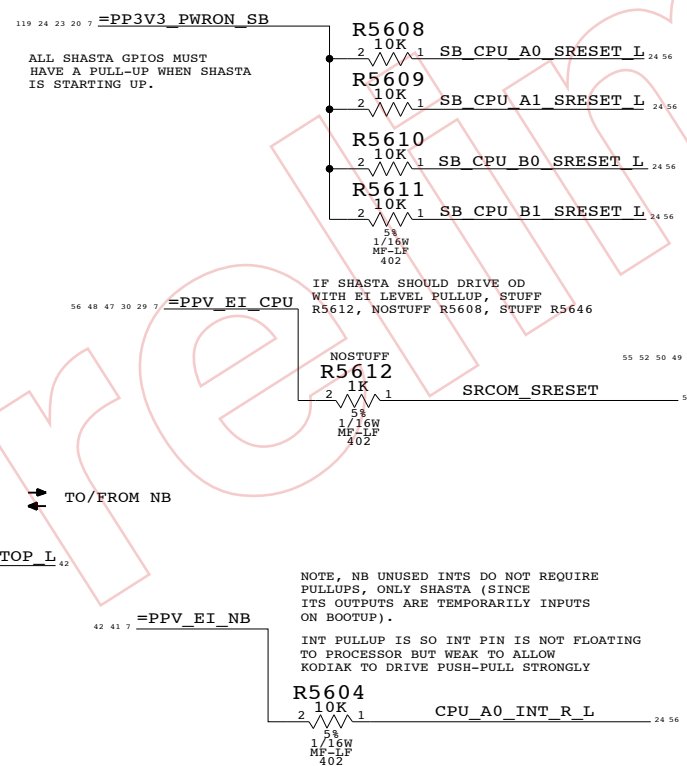 119 24 23 20 7 =PP3V3_PWRON_SB
ALL SHASTA GPIOS MUST
HAVE A PULL-UP WHEN SHASTA
IS STARTING UP.
R5608
10K
2 1 SB_CPU_A0_SRESET_L 24 56
R5609
10K
2 1 SB_CPU_A1_SRESET_L 24 56
R5610
10K
2 1 SB_CPU_B0_SRESET_L 24 56
R5611
10K
2 1 SB_CPU_B1_SRESET_L 24 56
5%
1/16W
MF-LF
402
56 48 47 30 29 7 =PPV_EI_CPU
IF SHASTA SHOULD DRIVE OD
WITH EI LEVEL PULLUP, STUFF
R5612, NOSTUFF R5608, STUFF R5646
55 52 50 49
NOSTUFF
R5612
1K
2 1 SRCOM_SRESET 5
5%
1/16W
MF-LF
402
TO/FROM NB
TOP_L 42
NOTE, NB UNUSED INTS DO NOT REQUIRE
PULLUPS, ONLY SHASTA (SINCE
ITS OUTPUTS ARE TEMPORARILY INPUTS
ON BOOTUP).
42 41 7 =PPV_EI_NB
INT PULLUP IS SO INT PIN IS NOT FLOATING
TO PROCESSOR BUT WEAK TO ALLOW
KODIAK TO DRIVE PUSH-PULL STRONGLY
R5604
10K
2 1 CPU_A0_INT_R_L 24 56
5%
1/16W
MF-LF
402